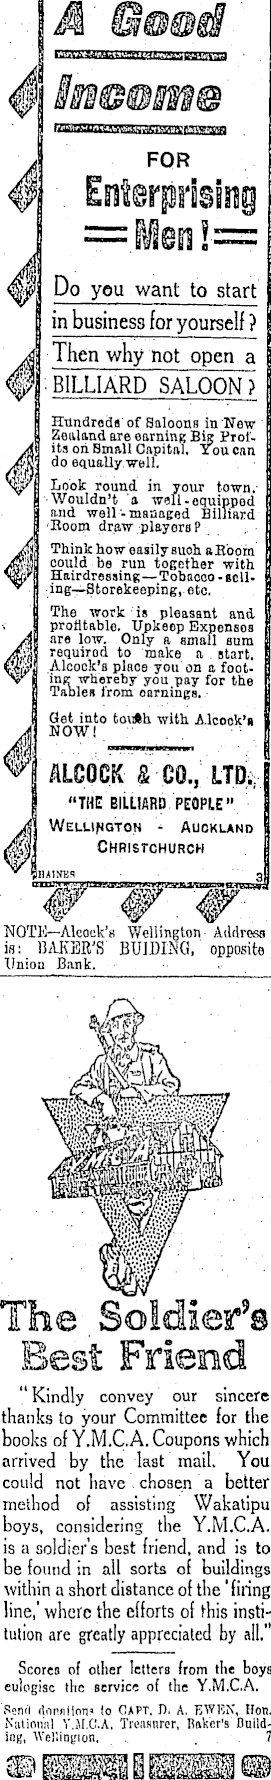 A Good
Income
FOR
Enterprising
Men!
Do you want to start
in business for yourself?
Then why not open a
BILLIARD SALOON?
Hundreds of Saloons in New
Zealand are earning Big Prof-
its on Small Capital. You can
do equally well.
Look round in your town.
Wouldn't a well-equipped
and well-managed Billiard
Room draw players?
Think how easily such a Room
could be run together with
Hairdressing—Tobacco-sell-
ing—Storekeeping, etc.
The work is pleasant and
profitable. Upkeep Expenses
are low. Only a small sum
required to make a start.
Alcock's place you on a foot-
ing whereby you pay for the
Tables from earnings.
Get into touch with Alcock's
NOW!
ALCOCK & CO., LTD.
"THE BILLIARD PEOPLE"
WELLINGTON - AUCKLAND
CHRISTCHURCH
HAINES 3
NOTE—Alcock's Wellington Address
is: BAKER'S BUIDING, opposite
Union Bank.
The Soldier's
Best Friend
"Kindly convey our sincere
thanks to your Committee for the
books of Y.M.C.A. Coupons which
arrived by the last mail. You
could not have chosen a better
method of assisting Wakatipu
boys, considering the Y.M.C.A.
is a soldier's best friend, and is to
be found in all sorts of buildings
within a short distance of the 'firing
line,' where the efforts of this insti-
tution are greatly appreciated by all."
Scores of other letters from the boys
eulogise the service of the Y.M.C.A.
Send donations to CAPT. D. A. EWEN, Hon.
National Y.M.C.A. Treasurer, Baker's Build-
ing, Wellington. 7